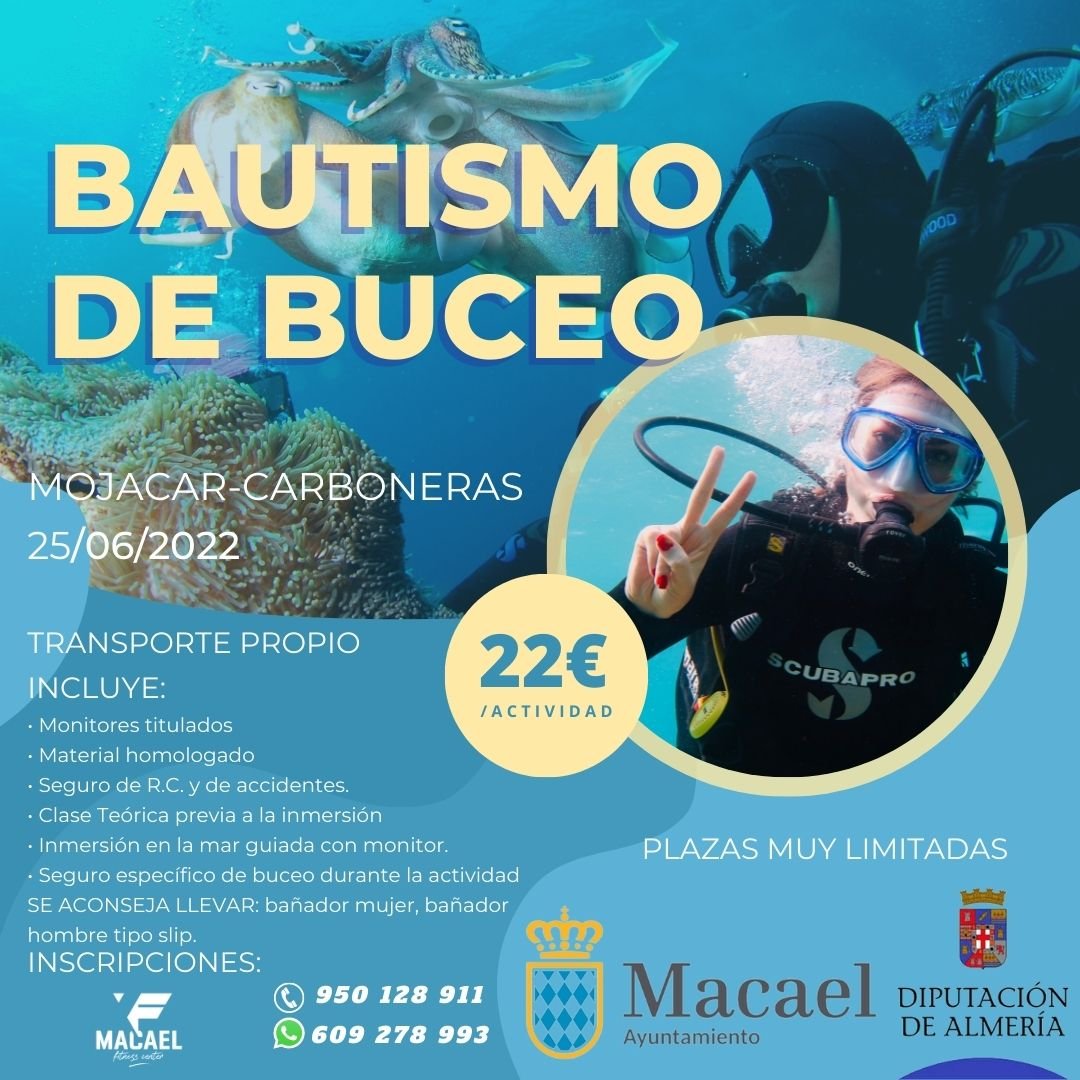 BAUTISMO
DE BUCEO
WOOD
MOJACAR-CARBONERAS
25/06/2022
SCUBAPRO
22€
/ACTIVIDAD
TRANSPORTE PROPIO
INCLUYE:
• Monitores titulados
• Material homologado
• Seguro de R.C. y de accidentes.
• Clase Teórica previa a la inmersión
• Inmersión en la mar guiada con monitor.
• Seguro específico de buceo durante la actividad
SE ACONSEJA LLEVAR: bañador mujer, bañador
hombre tipo slip.
INSCRIPCIONES:
PLAZAS MUY LIMITADAS
MACAEL
fitness center
950 128 911
609 278 993
Macael
Ayuntamiento
DIPUTACIÓN
DE ALMERÍA